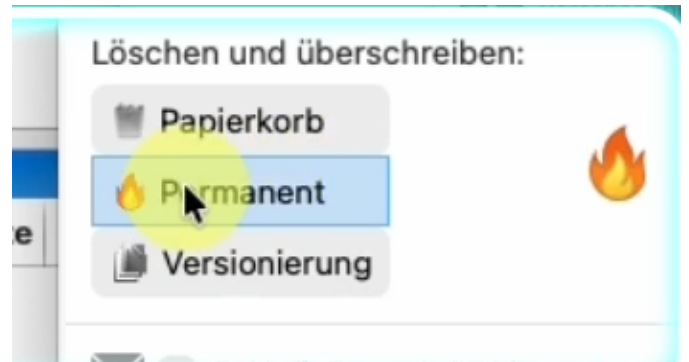 Löschen und überschreiben:
Papierkorb
Permanent
Versionierung